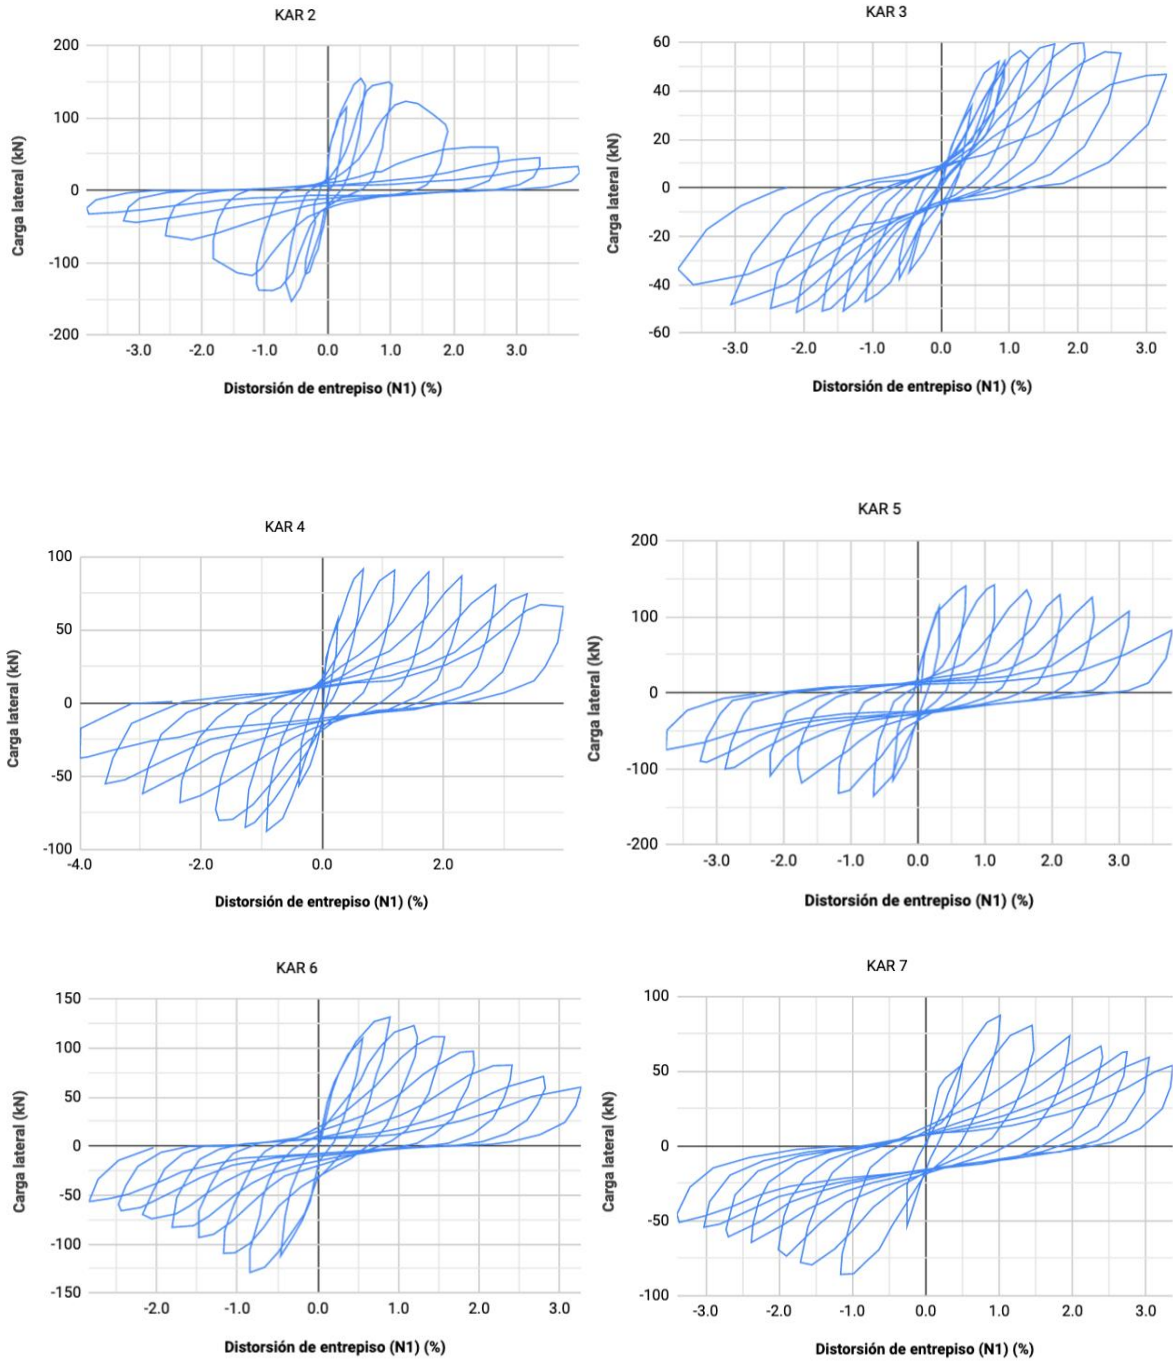 KAR 2
200
100
0
-100
-200
-3.0 -2.0 -1.0 0.0 1.0 2.0 3.0
Carga lateral (kN)
Distorsión de entrepiso (N1) (%)
KAR 3
60
40
20
0
-20
-40
-60
-3.0 -2.0 -1.0 0.0 1.0 2.0 3.0
Carga lateral (kN)
Distorsión de entrepiso (N1) (%)
KAR 4
100
50
0
-50
-100
-4.0 -2.0 0.0 2.0
Carga lateral (kN)
Distorsión de entrepiso (N1) (%)
KAR 5
200
100
0
-100
-200
-3.0 -2.0 -1.0 0.0 1.0 2.0 3.0
Carga lateral (kN)
Distorsión de entrepiso (N1) (%)
KAR 6
150
100
50
0
-50
-100
-150
-2.0 -1.0 0.0 1.0 2.0 3.0
Carga lateral (kN)
Distorsión de entrepiso (N1) (%)
KAR 7
100
50
0
-50
-100
-3.0 -2.0 -1.0 0.0 1.0 2.0 3.0
Carga lateral (kN)
Distorsión de entrepiso (N1) (%)